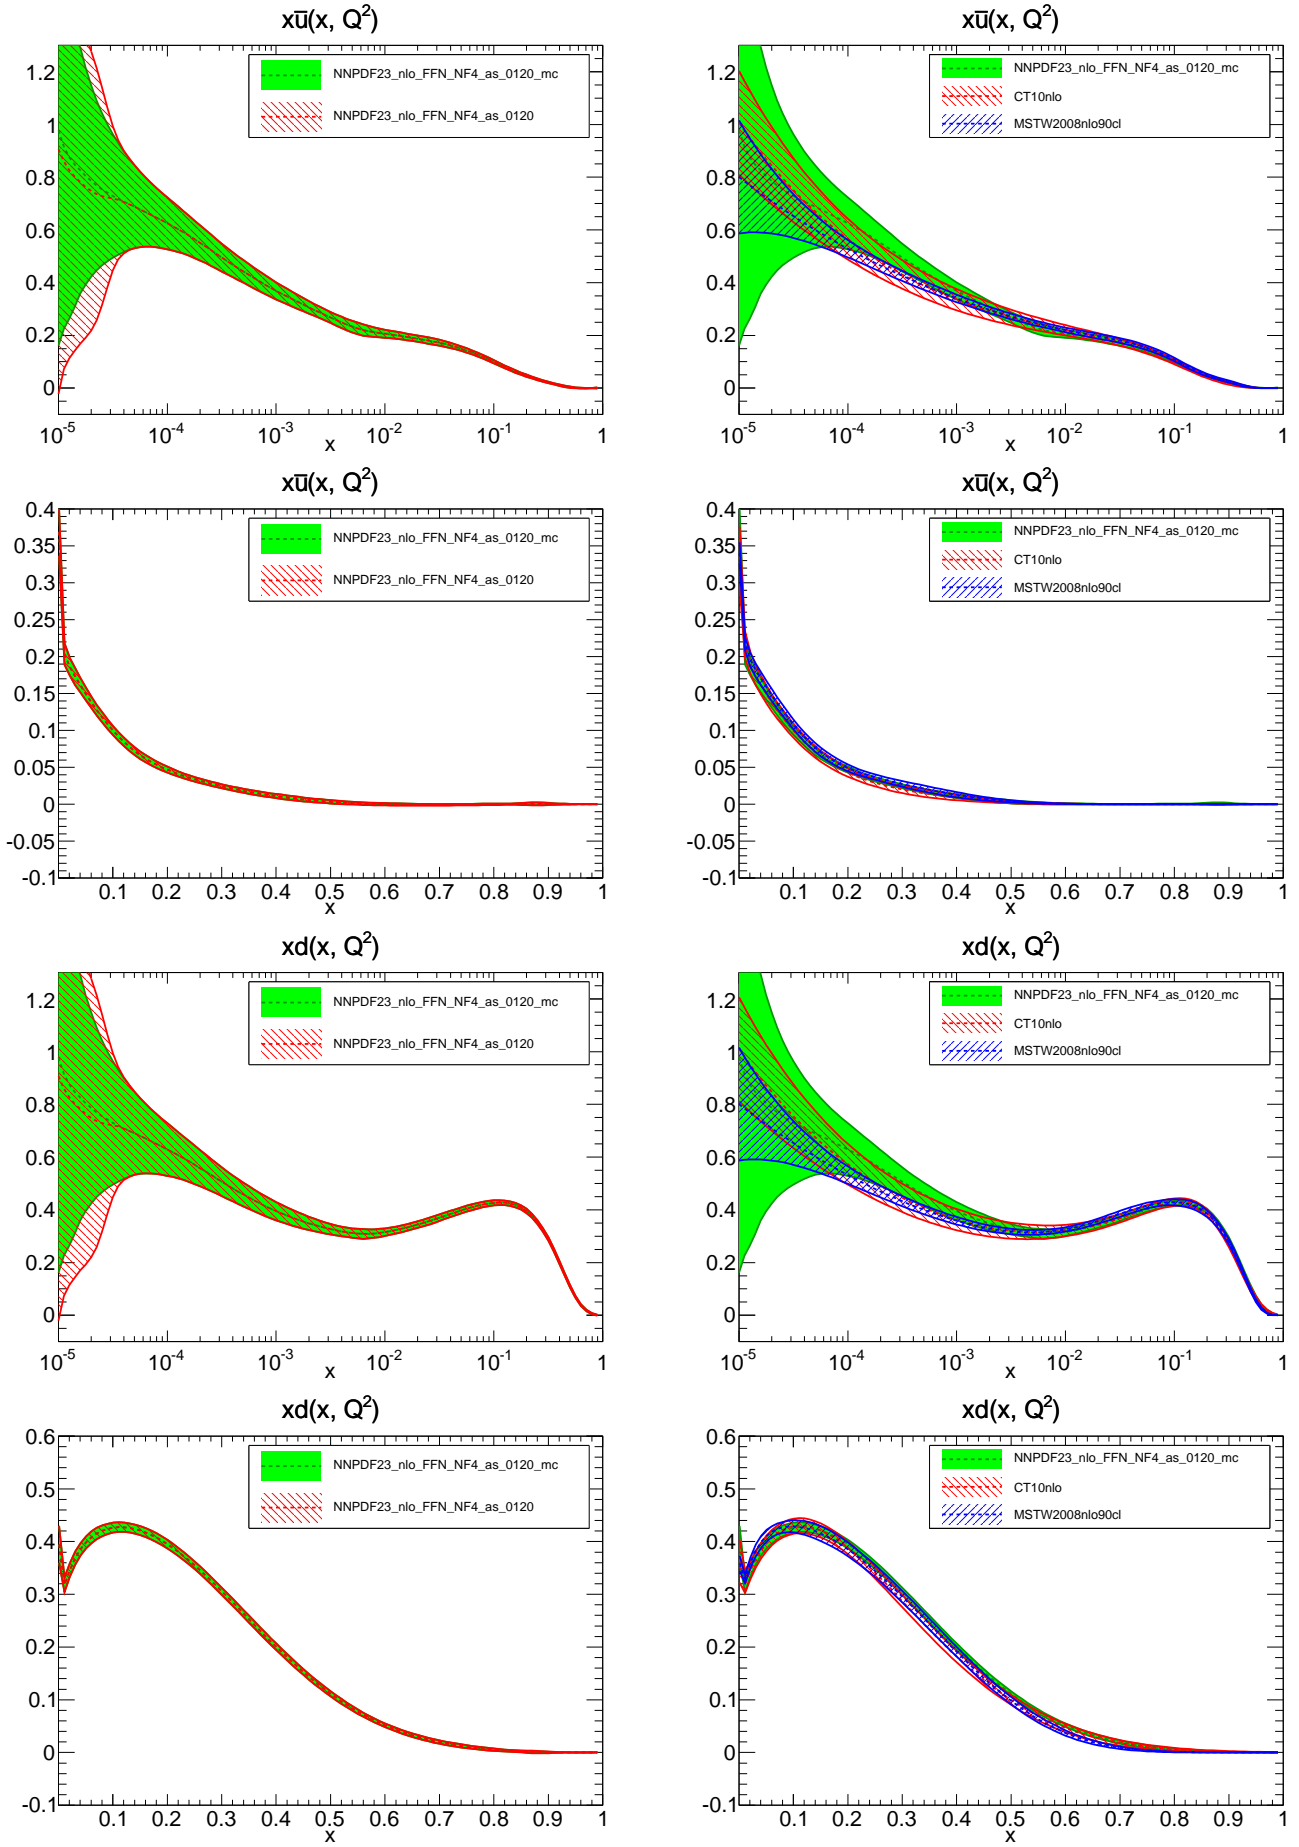 xū(x, Q²)
NNPDF23_nlo_FFN_NF4_as_0120_mc
NNPDF23_nlo_FFN_NF4_as_0120
1.2
1
0.8
0.6
0.4
0.2
0
10⁻⁵ 10⁻⁴ 10⁻³ 10⁻² 10⁻¹ 1
x
xū(x, Q²)
NNPDF23_nlo_FFN_NF4_as_0120_mc
CT10nlo
MSTW2008nlo90cl
1.2
1
0.8
0.6
0.4
0.2
0
10⁻⁵ 10⁻⁴ 10⁻³ 10⁻² 10⁻¹ 1
x
xū(x, Q²)
NNPDF23_nlo_FFN_NF4_as_0120_mc
NNPDF23_nlo_FFN_NF4_as_0120
0.4
0.35
0.3
0.25
0.2
0.15
0.1
0.05
0
-0.05
-0.1
0.1 0.2 0.3 0.4 0.5 0.6 0.7 0.8 0.9 1
x
xū(x, Q²)
NNPDF23_nlo_FFN_NF4_as_0120_mc
CT10nlo
MSTW2008nlo90cl
0.4
0.35
0.3
0.25
0.2
0.15
0.1
0.05
0
-0.05
-0.1
0.1 0.2 0.3 0.4 0.5 0.6 0.7 0.8 0.9 1
x
xd(x, Q²)
NNPDF23_nlo_FFN_NF4_as_0120_mc
NNPDF23_nlo_FFN_NF4_as_0120
1.2
1
0.8
0.6
0.4
0.2
0
10⁻⁵ 10⁻⁴ 10⁻³ 10⁻² 10⁻¹ 1
x
xd(x, Q²)
NNPDF23_nlo_FFN_NF4_as_0120_mc
CT10nlo
MSTW2008nlo90cl
1.2
1
0.8
0.6
0.4
0.2
0
10⁻⁵ 10⁻⁴ 10⁻³ 10⁻² 10⁻¹ 1
x
xd(x, Q²)
NNPDF23_nlo_FFN_NF4_as_0120_mc
NNPDF23_nlo_FFN_NF4_as_0120
0.6
0.5
0.4
0.3
0.2
0.1
0
-0.1
0.1 0.2 0.3 0.4 0.5 0.6 0.7 0.8 0.9 1
x
xd(x, Q²)
NNPDF23_nlo_FFN_NF4_as_0120_mc
CT10nlo
MSTW2008nlo90cl
0.6
0.5
0.4
0.3
0.2
0.1
0
-0.1
0.1 0.2 0.3 0.4 0.5 0.6 0.7 0.8 0.9 1
x